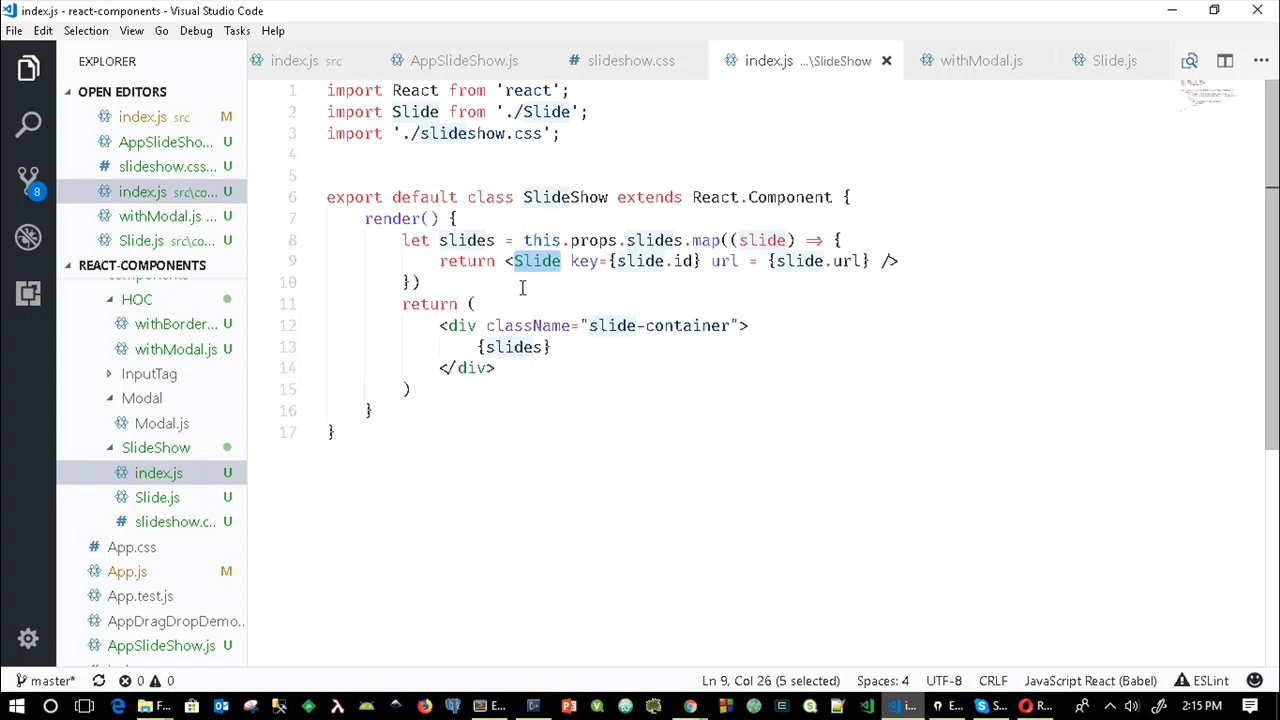 index.js - react-components - Visual Studio Code
File Edit Selection View Go Debug Tasks Help
EXPLORER
OPEN EDITORS
index.js src M
AppSlideSho... U
slideshow.css... U
index.js src\co... U
withModal.js ... U
Slide.js src\co... U
REACT-COMPONENTS
HOC
withBorder...
withModal.js
InputTag
Modal
Modal.js
SlideShow
index.js U
Slide.js U
slideshow.c... U
App.css
App.js M
App.test.js
AppDragDropDemo...
AppSlideShow.js U
8
index.js src
AppSlideShow.js
# slideshow.css
index.js ...\SlideShow
withModal.js
Slide.js
1 import React from 'react';
2 import Slide from './Slide';
3 import './slideshow.css';
4
5
6 export default class SlideShow extends React.Component {
7 render() {
8 let slides = this.props.slides.map((slide) => {
9 return <Slide key={slide.id} url = {slide.url} />
10 })
11 return (
12 <div className="slide-container">
13 {slides}
14 </div>
15 )
16 }
17 }
master* 0 0 Ln 9, Col 26 (5 selected) Spaces: 4 UTF-8 CRLF JavaScript React (Babel) ESLint
2:15 PM